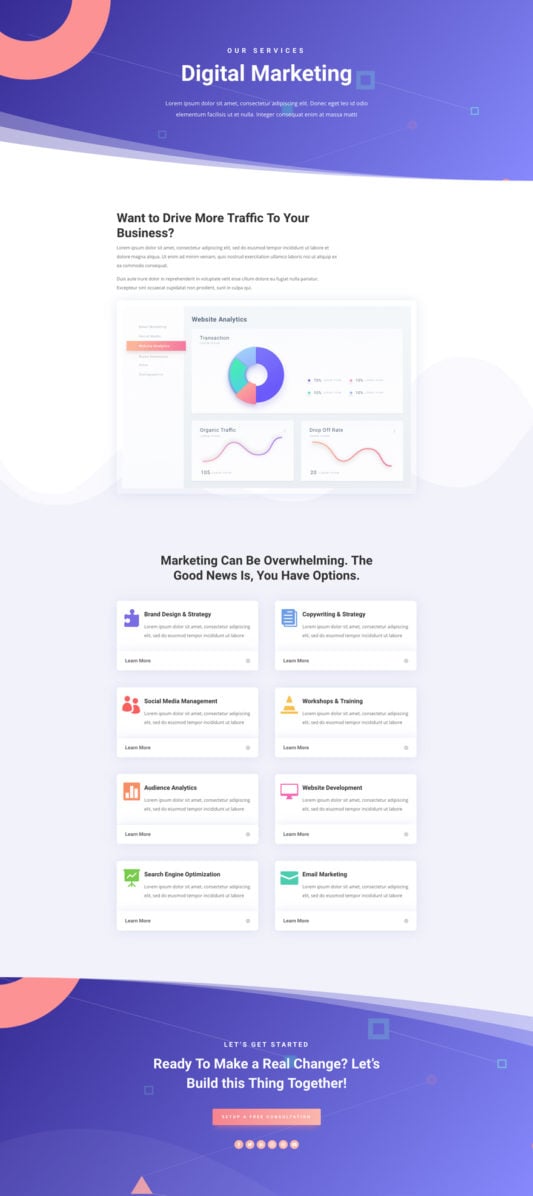 OUR SERVICES
Digital Marketing
Lorem ipsum dolor sit amet, consectetur adipiscing elit. Donec eget leo id odio
elementum facilisis ut et nulla. Integer consequat enim at massa matti
Want to Drive More Traffic To Your
Business?
Lorem ipsum dolor sit amet, consectetur adipiscing elit, sed do eiusmod tempor incididunt ut labore et
dolore magna aliqua. Ut enim ad minim veniam, quis nostrud exercitation ullamco laboris nisi ut aliquip ex
ea commodo consequat.
Duis aute irure dolor in reprehenderit in voluptate velit esse cillum dolore eu fugiat nulla pariatur.
Excepteur sint occaecat cupidatat non proident, sunt in culpa qui.
Website Analytics
Social Media
Website Analytics
Transaction
70%
10%
10%
10%
Organic Traffic
Drop Off Rate
105
20
Marketing Can Be Overwhelming. The
Good News Is, You Have Options.
Brand Design & Strategy
Lorem ipsum dolor sit amet, consectetur adipiscing
elit, sed do eiusmod tempor incididunt ut labore
Learn More
Copywriting & Strategy
Lorem ipsum dolor sit amet, consectetur adipiscing
elit, sed do eiusmod tempor incididunt ut labore
Learn More
Social Media Management
Lorem ipsum dolor sit amet, consectetur adipiscing
elit, sed do eiusmod tempor incididunt ut labore
Learn More
Workshops & Training
Lorem ipsum dolor sit amet, consectetur adipiscing
elit, sed do eiusmod tempor incididunt ut labore
Learn More
Audience Analytics
Lorem ipsum dolor sit amet, consectetur adipiscing
elit, sed do eiusmod tempor incididunt ut labore
Learn More
Website Development
Lorem ipsum dolor sit amet, consectetur adipiscing
elit, sed do eiusmod tempor incididunt ut labore
Learn More
Search Engine Optimization
Lorem ipsum dolor sit amet, consectetur adipiscing
elit, sed do eiusmod tempor incididunt ut labore
Learn More
Email Marketing
Lorem ipsum dolor sit amet, consectetur adipiscing
elit, sed do eiusmod tempor incididunt ut labore
Learn More
LET'S GET STARTED
Ready To Make a Real Change? Let's
Build this Thing Together!
SETUP A FREE CONSULTATION